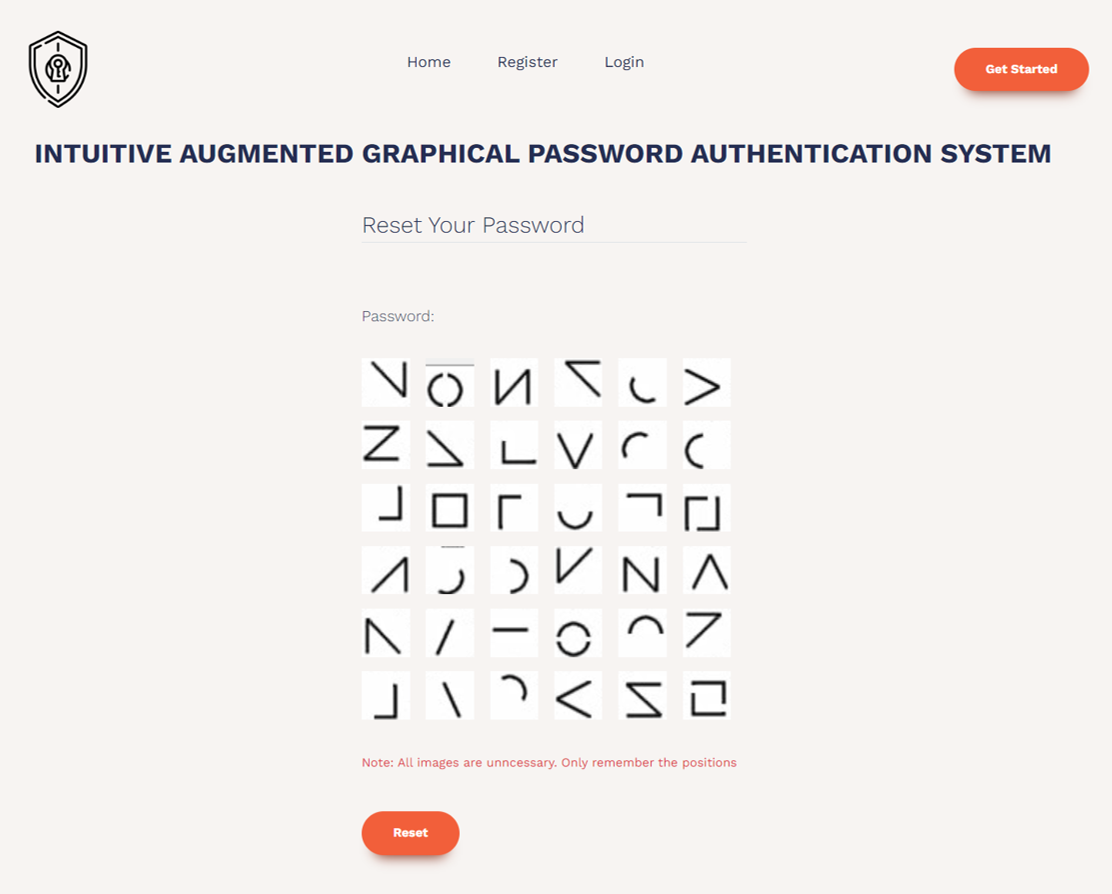 Home Register Login
Get Started
INTUITIVE AUGMENTED GRAPHICAL PASSWORD AUTHENTICATION SYSTEM
Reset Your Password
Password:
Note: All images are unncessary. Only remember the positions
Reset